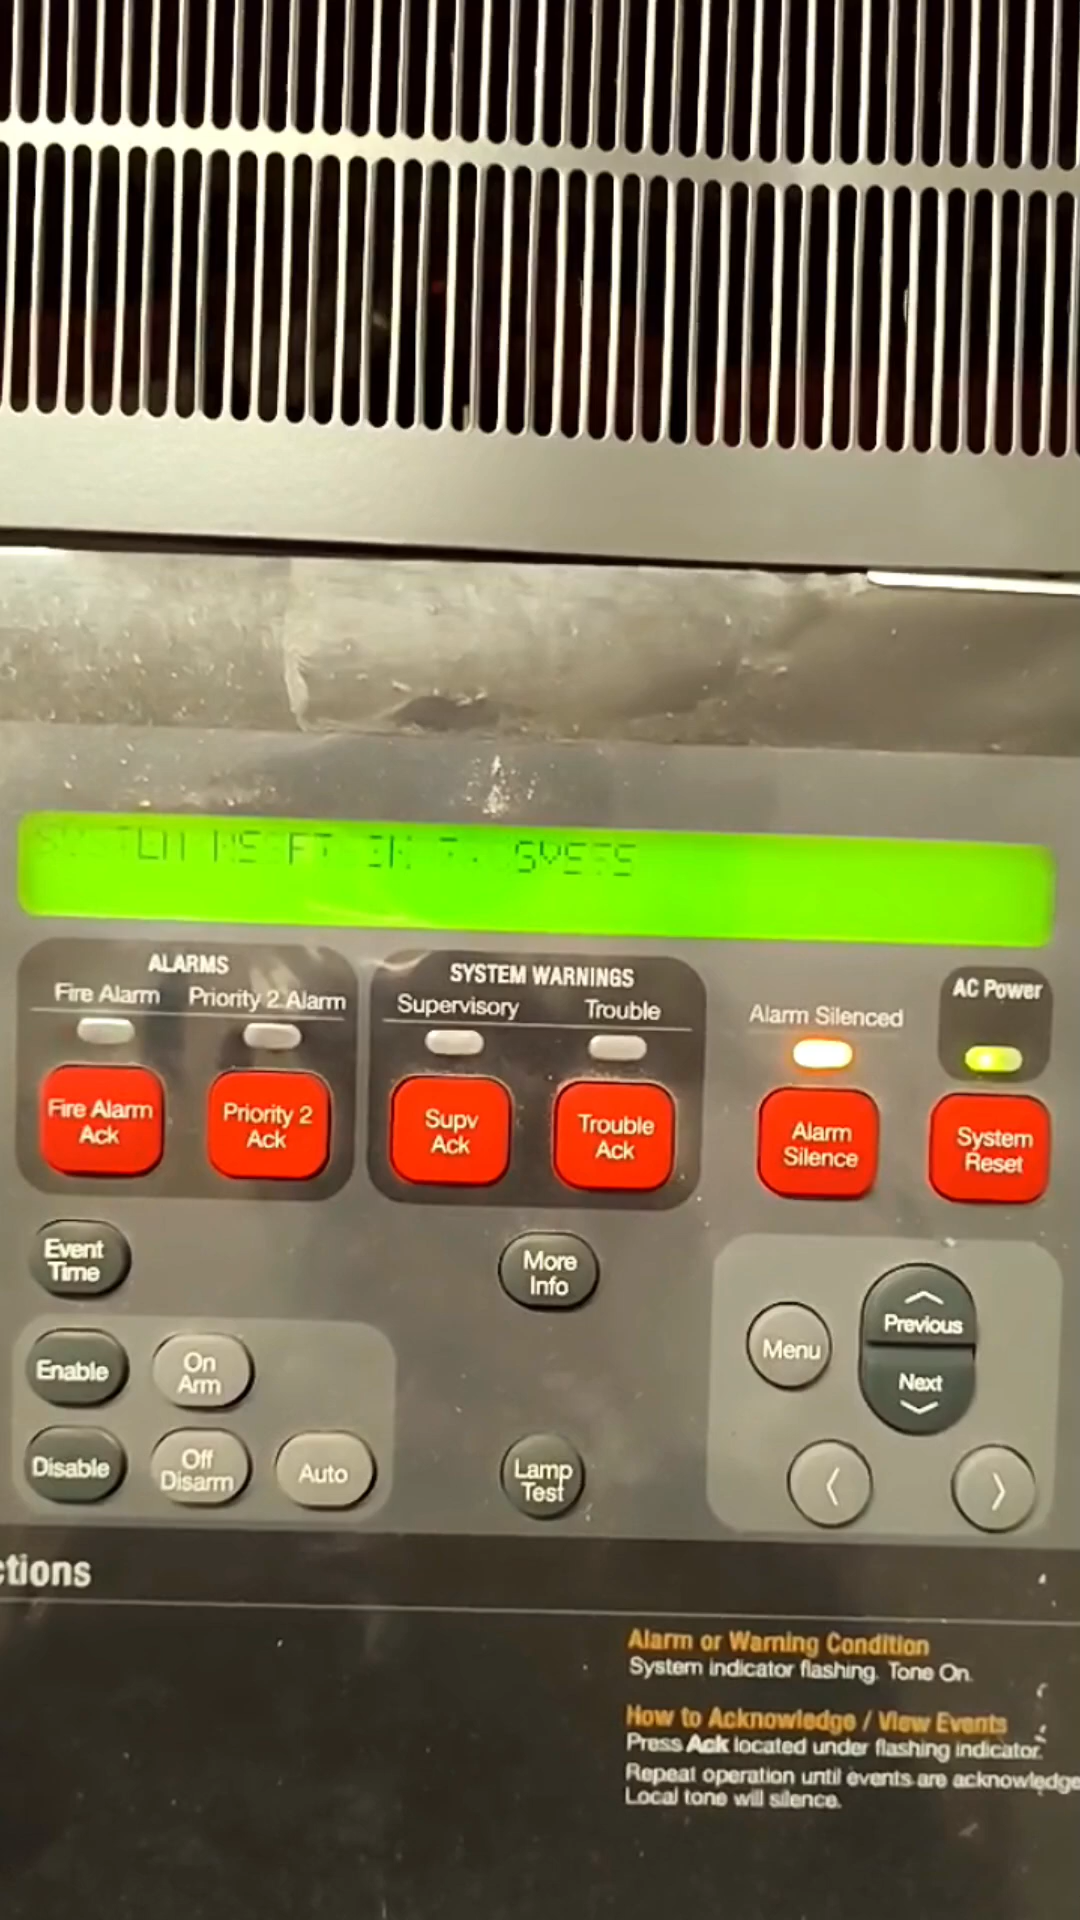 ALARMS
Fire Alarm
Priority 2 Alarm
SYSTEM WARNINGS
Supervisory
Trouble
Alarm Silenced
AC Power
Fire Alarm
Ack
Priority 2
Ack
Supv
Ack
Trouble
Ack
Alarm
Silence
System
Reset
Event
Time
More
Info
Enable
On
Arm
Menu
Previous
Next
Disable
Off
Disarm
Auto
Lamp
Test
ctions
Alarm or Warning Condition
System indicator flashing. Tone On.
How to Acknowledge / View Events
Press Ack located under flashing indicator.
Repeat operation until events are acknowledge
Local tone will silence.